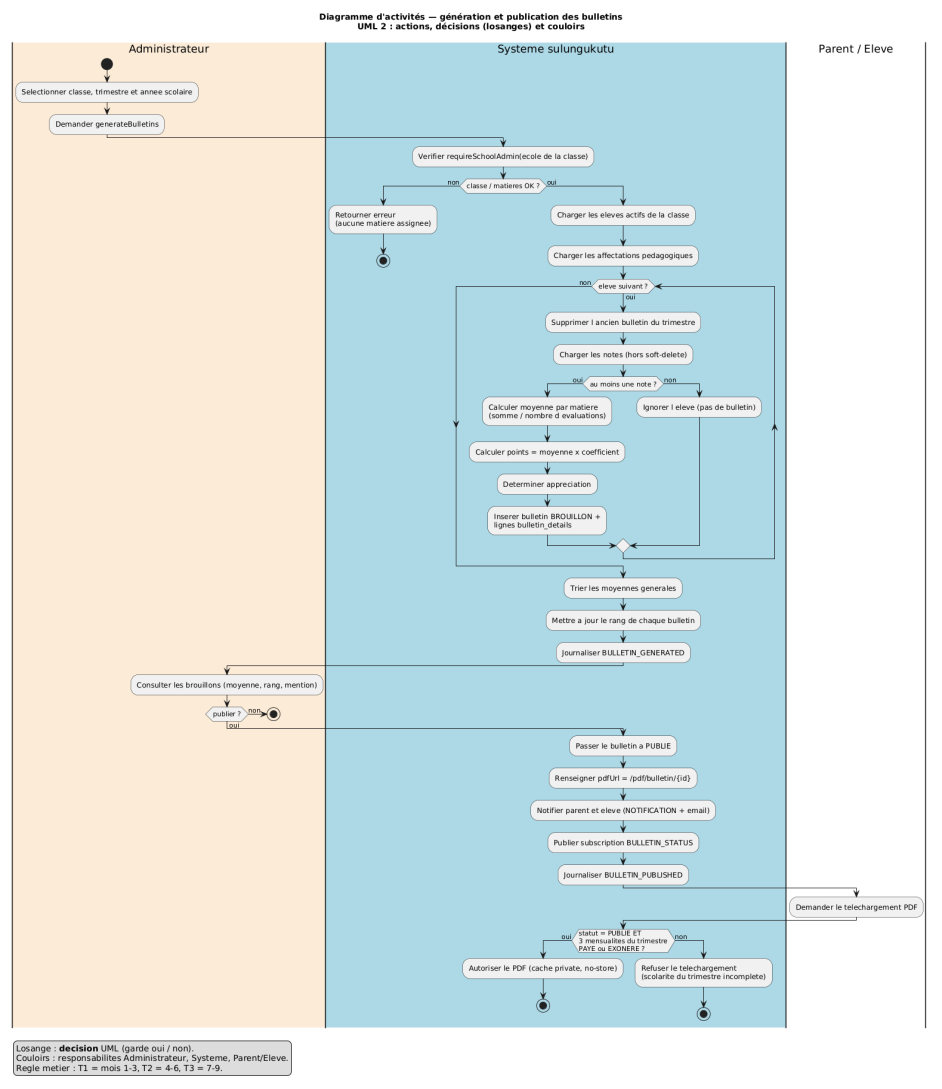 Diagramme d'activités — génération et publication des bulletins
UML 2 : actions, décisions (losanges) et couloirs
Administrateur
Systeme sulungukutu
Parent / Eleve
Selectionner classe, trimestre et annee scolaire
Demander generateBulletins
Verifier requireSchoolAdmin(ecole de la classe)
non
classe / matieres OK ?
oui
Retourner erreur
(aucune matiere assignee)
Charger les eleves actifs de la classe
Charger les affectations pedagogiques
non
eleve suivant ?
oui
Supprimer l ancien bulletin du trimestre
Charger les notes (hors soft-delete)
oui
au moins une note ?
non
Calculer moyenne par matiere
(somme / nombre d evaluations)
Ignorer l eleve (pas de bulletin)
Calculer points = moyenne x coefficient
Determiner appreciation
Inserer bulletin BROUILLON +
lignes bulletin_details
Trier les moyennes generales
Mettre a jour le rang de chaque bulletin
Journaliser BULLETIN_GENERATED
Consulter les brouillons (moyenne, rang, mention)
publier ?
non
oui
Passer le bulletin a PUBLIE
Renseigner pdfUrl = /pdf/bulletin/{id}
Notifier parent et eleve (NOTIFICATION + email)
Publier subscription BULLETIN_STATUS
Journaliser BULLETIN_PUBLISHED
Demander le telechargement PDF
oui
statut = PUBLIE ET
3 mensualites du trimestre
PAYE ou EXONERE ?
non
Autoriser le PDF (cache private, no-store)
Refuser le telechargement
(scolarite du trimestre incomplete)
Losange : decision UML (garde oui / non).
Couloirs : responsabilites Administrateur, Systeme, Parent/Eleve.
Regle metier : T1 = mois 1-3, T2 = 4-6, T3 = 7-9.